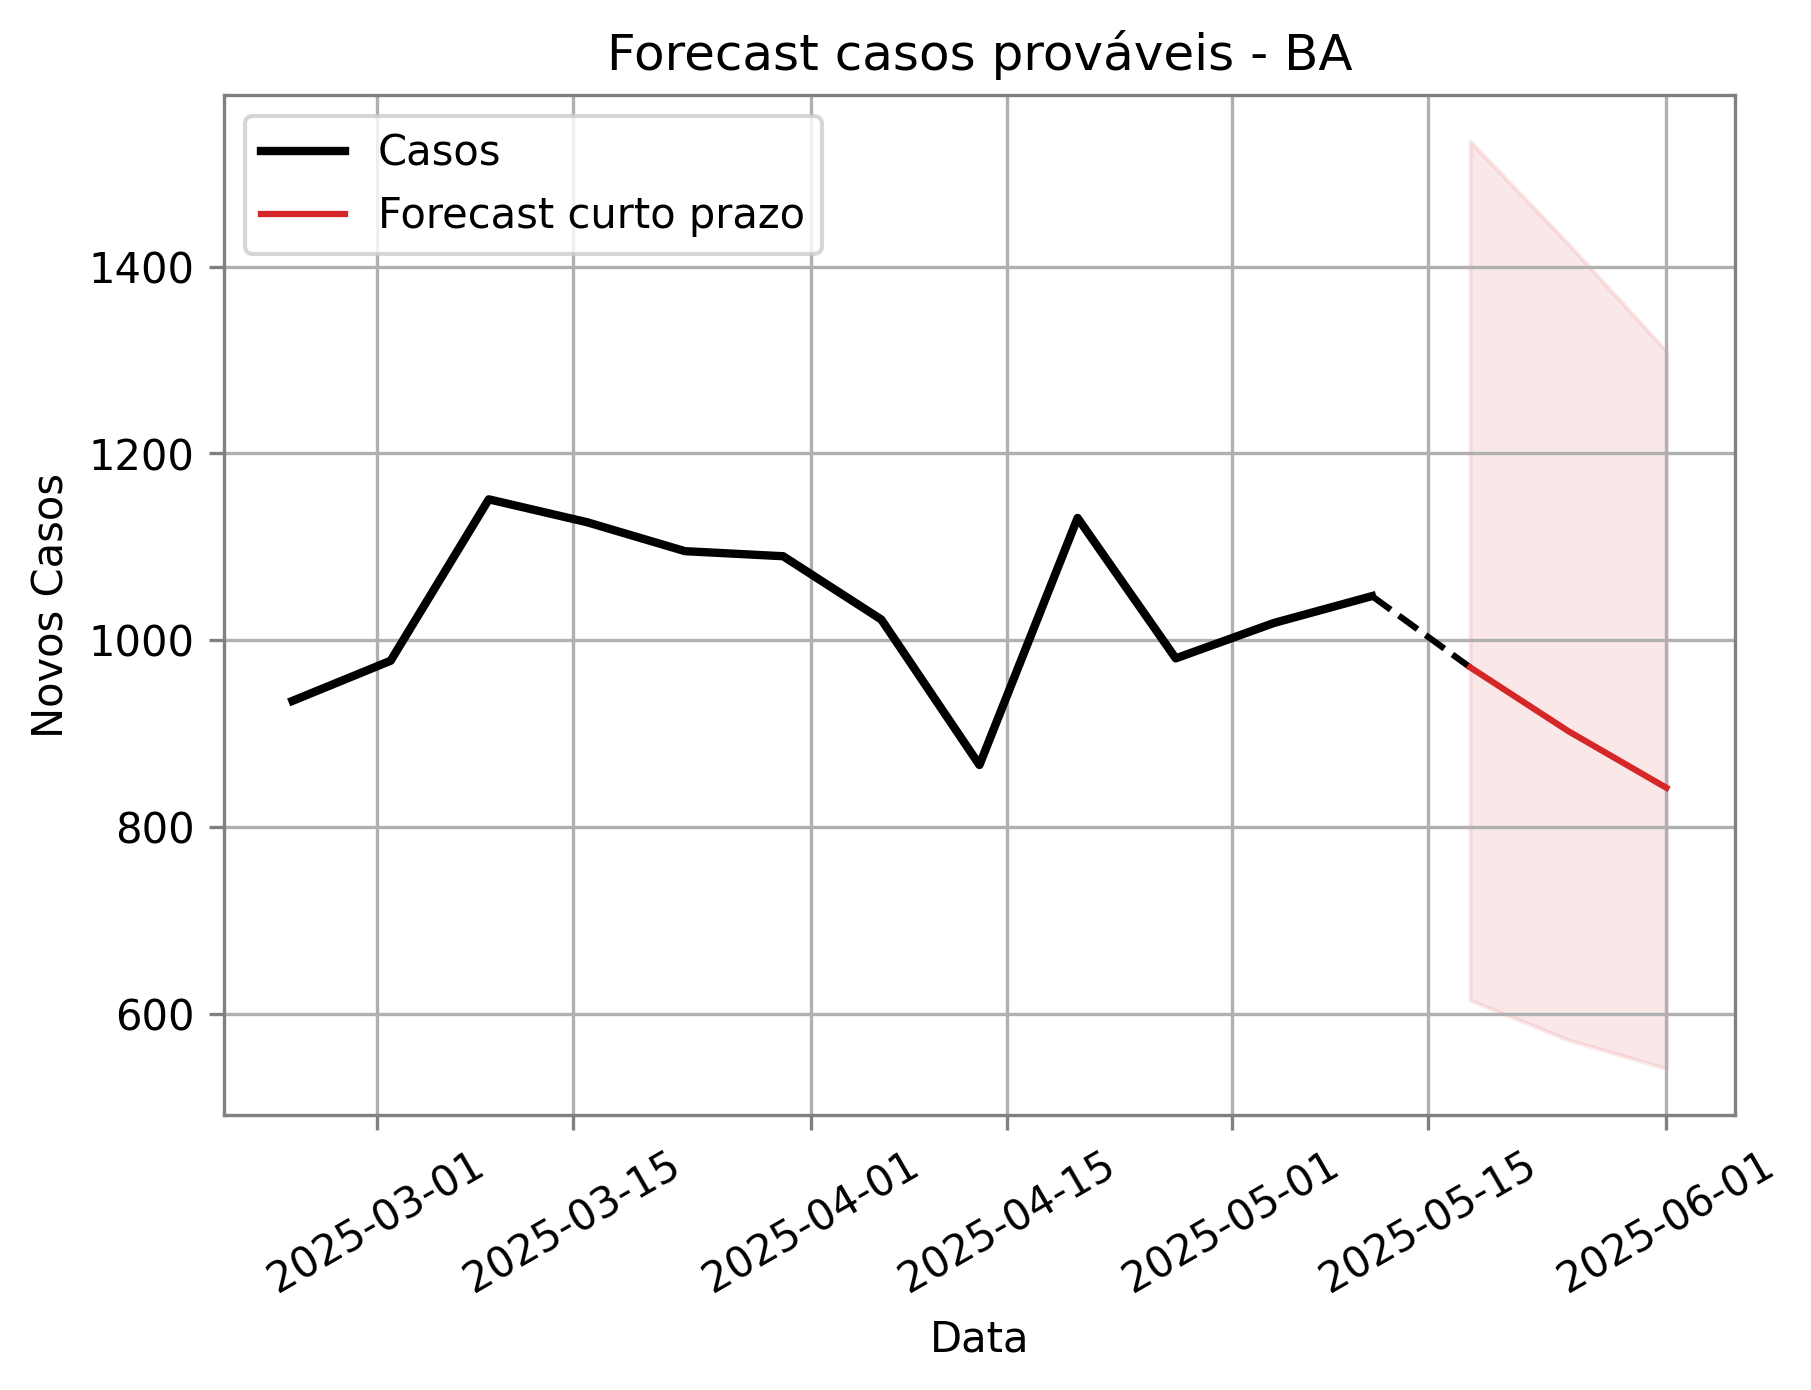 Forecast casos prováveis - BA
Casos
Forecast curto prazo
1400
1200
1000
800
600
Novos Casos
2025-03-01
2025-03-15
2025-04-01
2025-04-15
2025-05-01
2025-05-15
2025-06-01
Data